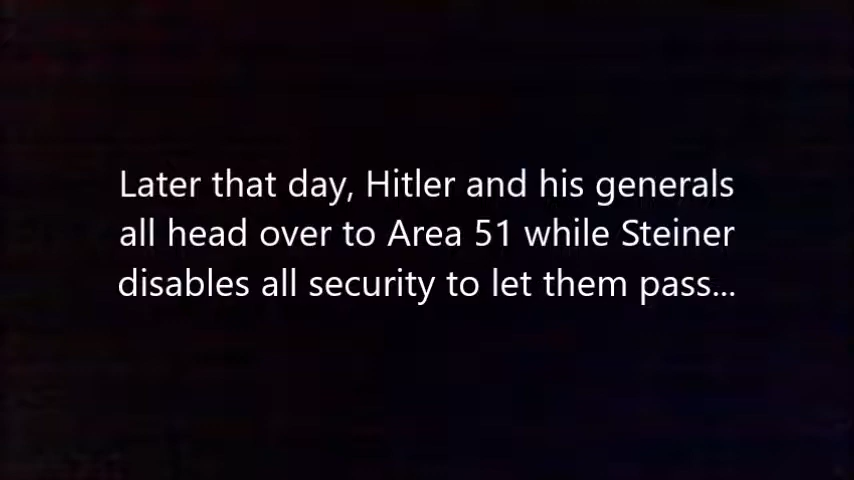 Later that day, Hitler and his generals
all head over to Area 51 while Steiner
disables all security to let them pass...